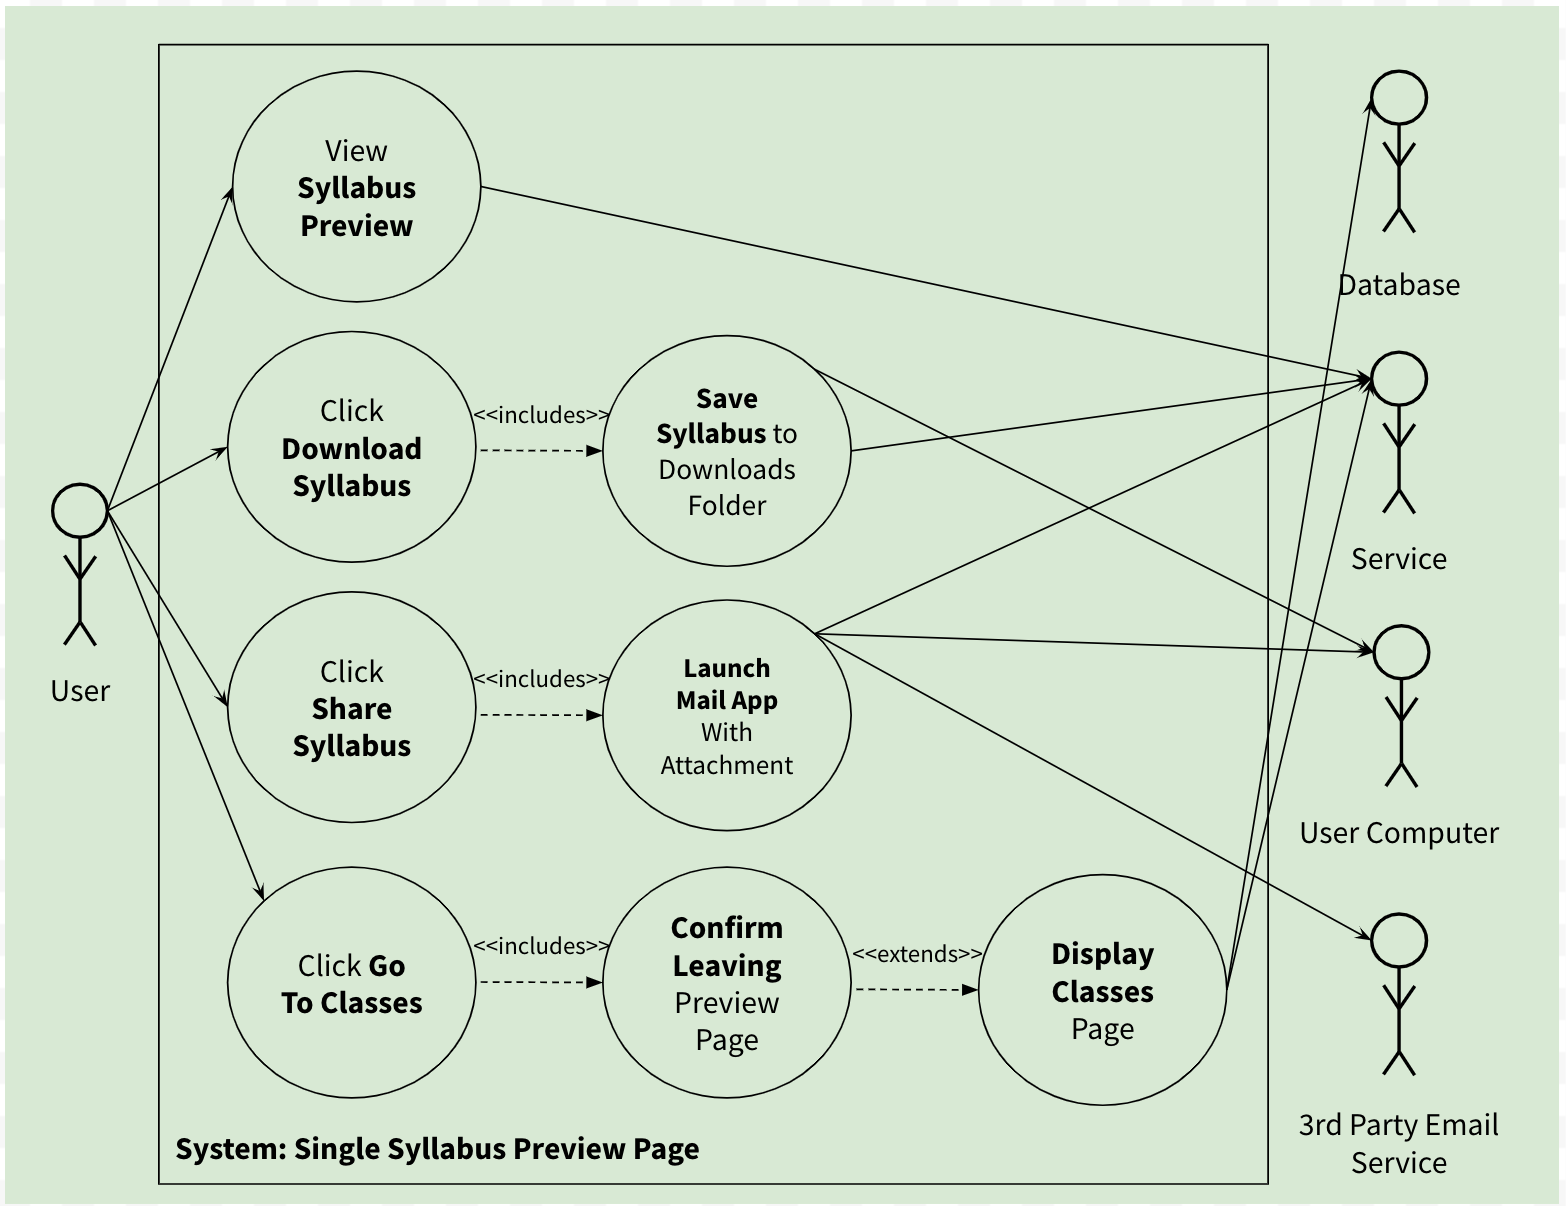 View
Syllabus
Preview
Database
Click
Download
Syllabus
<<includes>>
Save
Syllabus to
Downloads
Folder
Service
User
Click
Share
Syllabus
<<includes>>
Launch
Mail App
With
Attachment
User Computer
Click Go
To Classes
<<includes>>
Confirm
Leaving
Preview
Page
<<extends>>
Display
Classes
Page
3rd Party Email
Service
System: Single Syllabus Preview Page